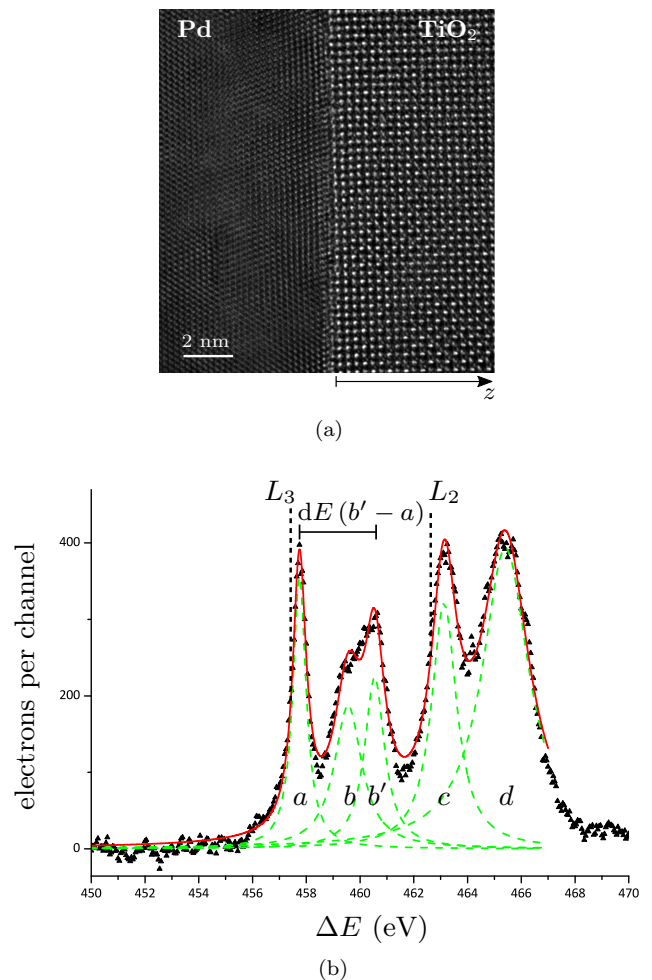 Pd TiO₂
2 nm
z
(a)
L₃ dE (b′ − a) L₂
electrons per channel
400
200
0
a b b′ c d
450 452 454 456 458 460 462 464 466 468 470
ΔE (eV)
(b)